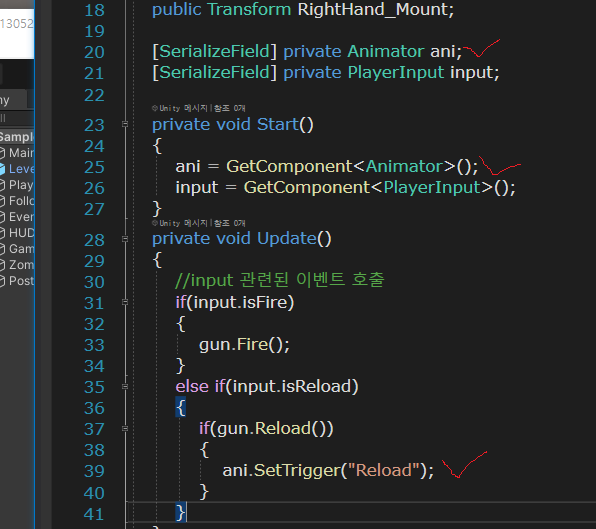 13052
ny
Sampl
Main
Leve
Play
Follo
Even
HUD
Gam
Zom
Post
18 public Transform RightHand_Mount;
19
20 [SerializeField] private Animator ani;
21 [SerializeField] private PlayerInput input;
22
Unity 메시지 | 참조 0개
23 private void Start()
24 {
25 ani = GetComponent<Animator>();
26 input = GetComponent<PlayerInput>();
27 }
Unity 메시지 | 참조 0개
28 private void Update()
29 {
30 //input 관련된 이벤트 호출
31 if(input.isFire)
32 {
33 gun.Fire();
34 }
35 else if(input.isReload)
36 {
37 if(gun.Reload())
38 {
39 ani.SetTrigger("Reload");
40 }
41 }